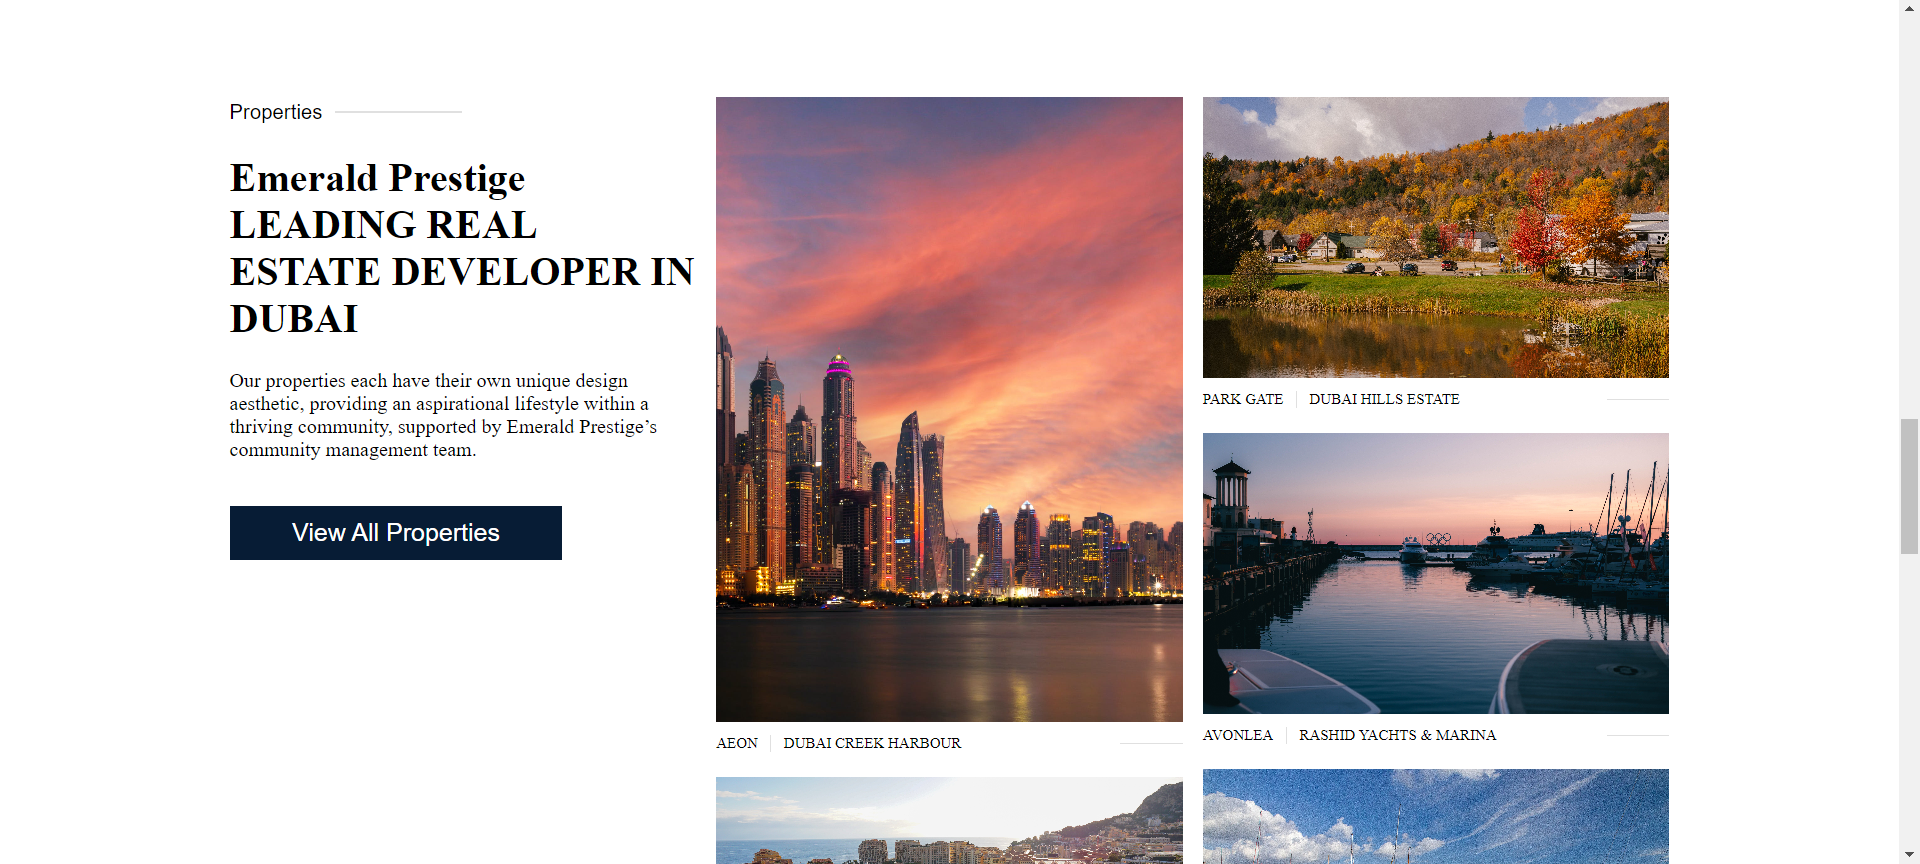 Properties
Emerald Prestige
LEADING REAL
ESTATE DEVELOPER IN
DUBAI
Our properties each have their own unique design
aesthetic, providing an aspirational lifestyle within a
thriving community, supported by Emerald Prestige’s
community management team.
View All Properties
AEON
DUBAI CREEK HARBOUR
PARK GATE
DUBAI HILLS ESTATE
AVONLEA
RASHID YACHTS & MARINA